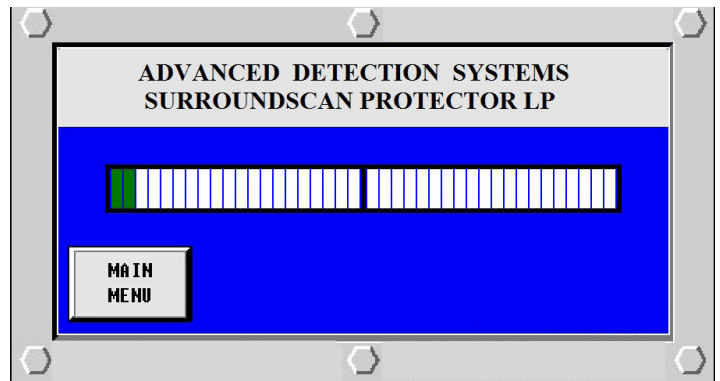 ADVANCED DETECTION SYSTEMS
SURROUNDSCAN PROTECTOR LP
MAIN
MENU